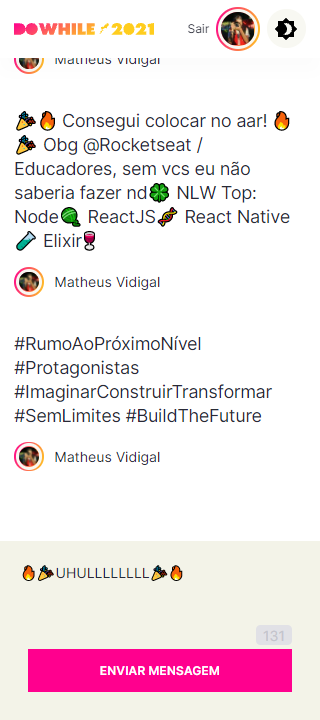 DOWHILE 2021
Sair
Matheus Vidigal
🎉🔥 Consegui colocar no aar! 🔥
🎉 Obg @Rocketseat /
Educadores, sem vcs eu não
saberia fazer nd🍀 NLW Top:
Node🍭 ReactJS🍬 React Native
🧪 Elixir🍷
Matheus Vidigal
#RumoAoPróximoNível
#Protagonistas
#ImaginarConstruirTransformar
#SemLimites #BuildTheFuture
Matheus Vidigal
🔥🎉UHULLLLLLLL🎉🔥
131
ENVIAR MENSAGEM